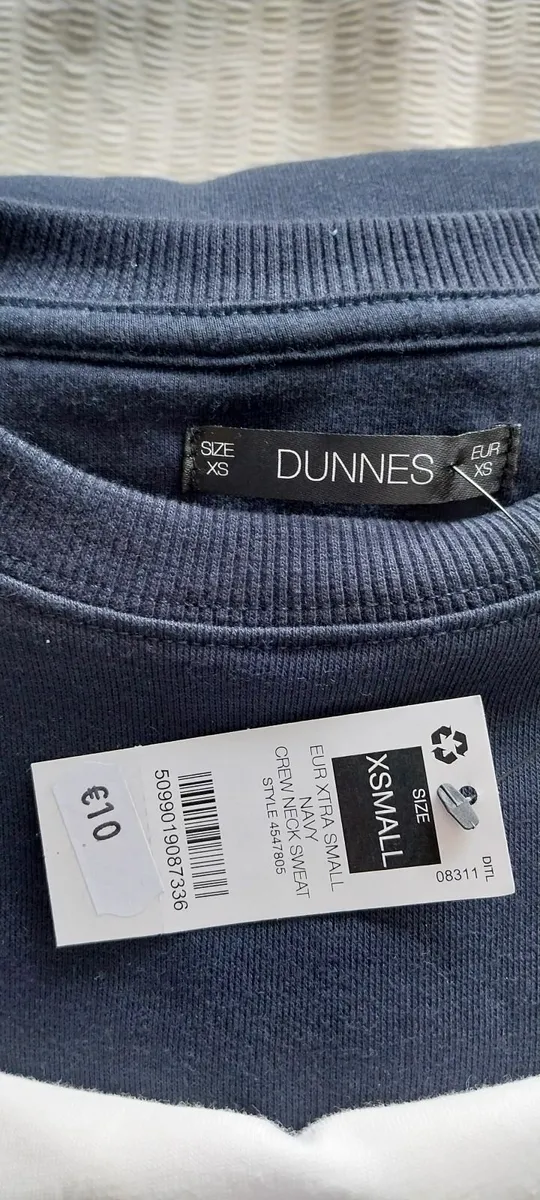 SIZE
XS
DUNNES
EUR
XS
SIZE
XSMALL
EUR XTRA SMALL
NAVY
CREW NECK SWEAT
STYLE 4547805
5099019087336
€10
DITL
08311